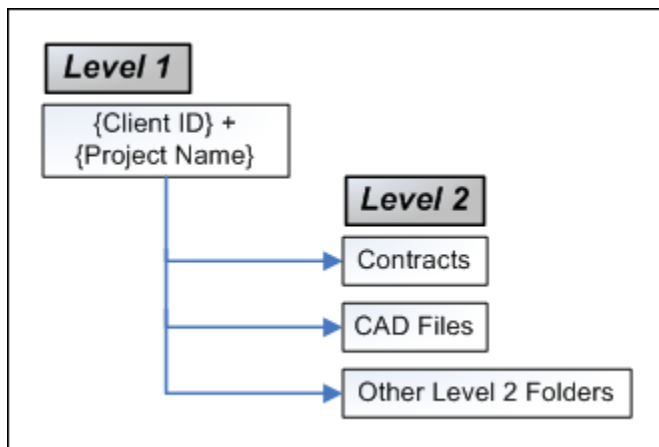 Level 1
{Client ID} +
{Project Name}
Level 2
Contracts
CAD Files
Other Level 2 Folders